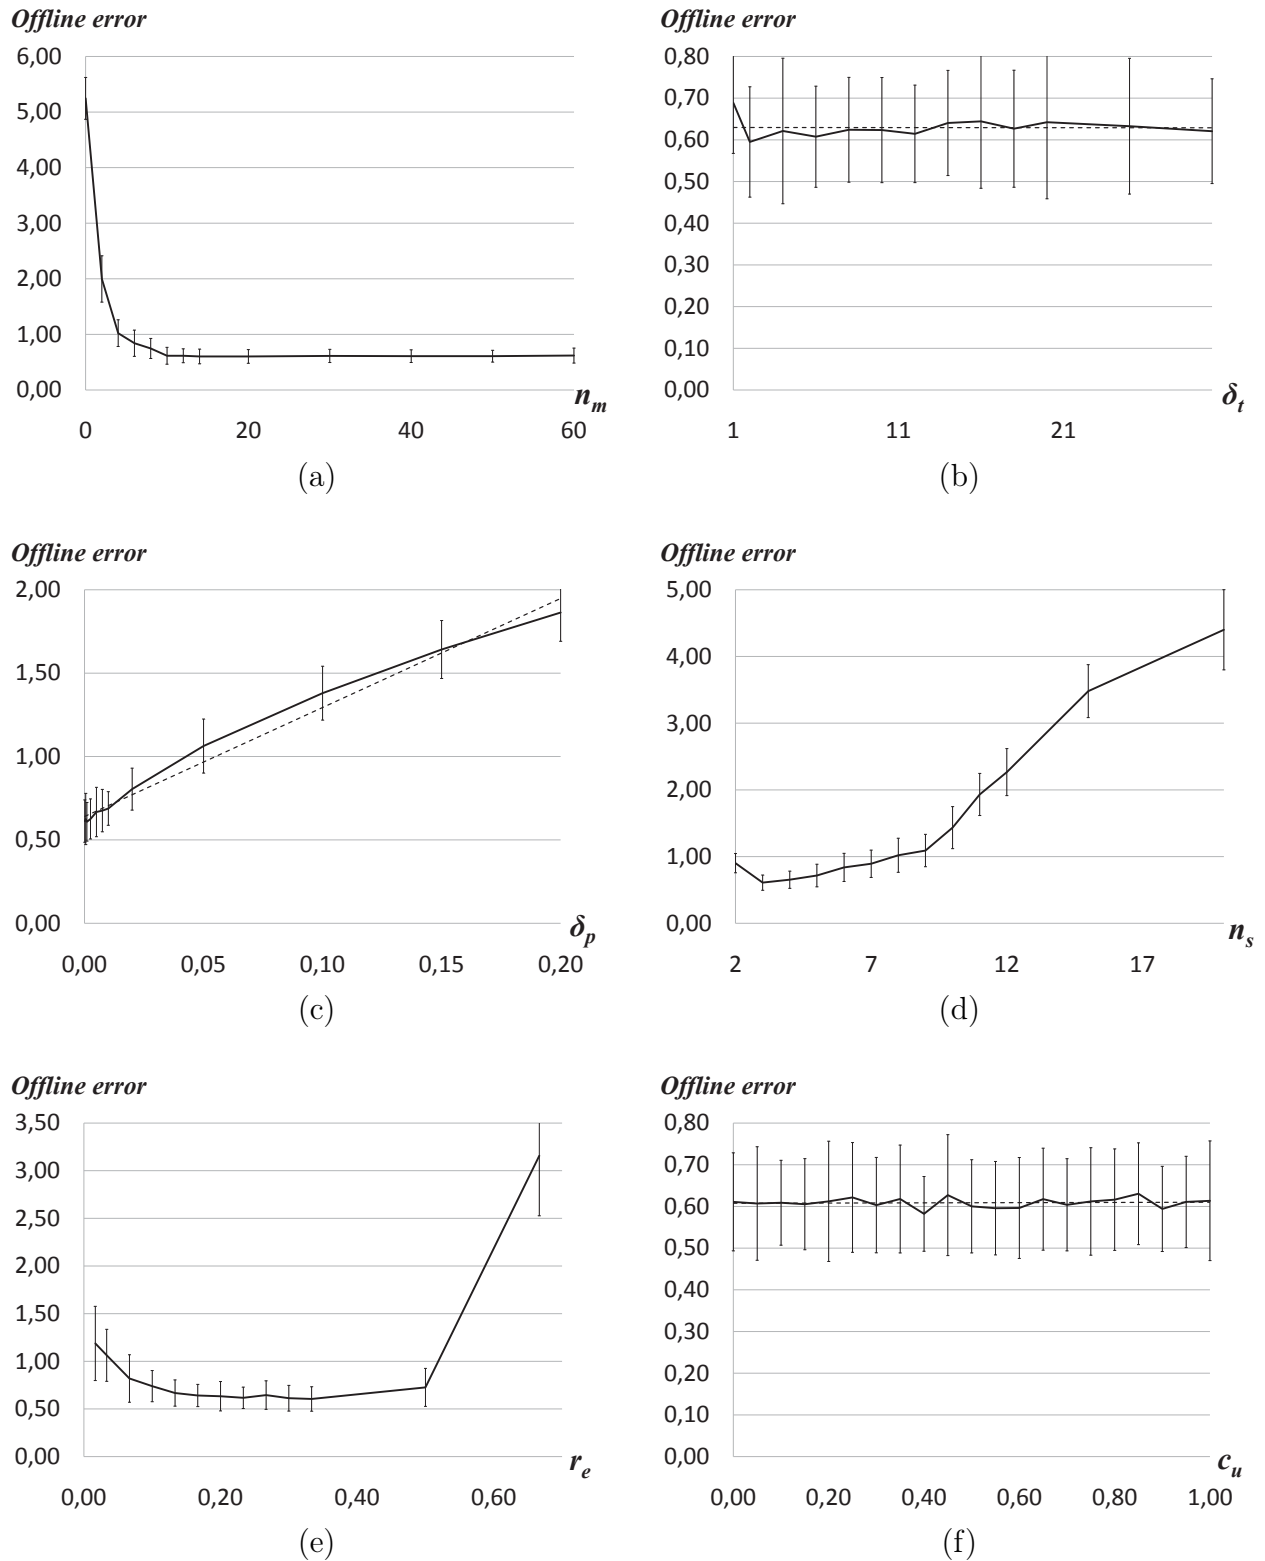 Offline error
6,00
5,00
4,00
3,00
2,00
1,00
0,00
n_m
0 20 40 60
(a)
Offline error
0,80
0,70
0,60
0,50
0,40
0,30
0,20
0,10
0,00
δ_t
1 11 21
(b)
Offline error
2,00
1,50
1,00
0,50
0,00
δ_p
0,00 0,05 0,10 0,15 0,20
(c)
Offline error
5,00
4,00
3,00
2,00
1,00
0,00
n_s
2 7 12 17
(d)
Offline error
3,50
3,00
2,50
2,00
1,50
1,00
0,50
0,00
r_e
0,00 0,20 0,40 0,60
(e)
Offline error
0,80
0,70
0,60
0,50
0,40
0,30
0,20
0,10
0,00
c_u
0,00 0,20 0,40 0,60 0,80 1,00
(f)